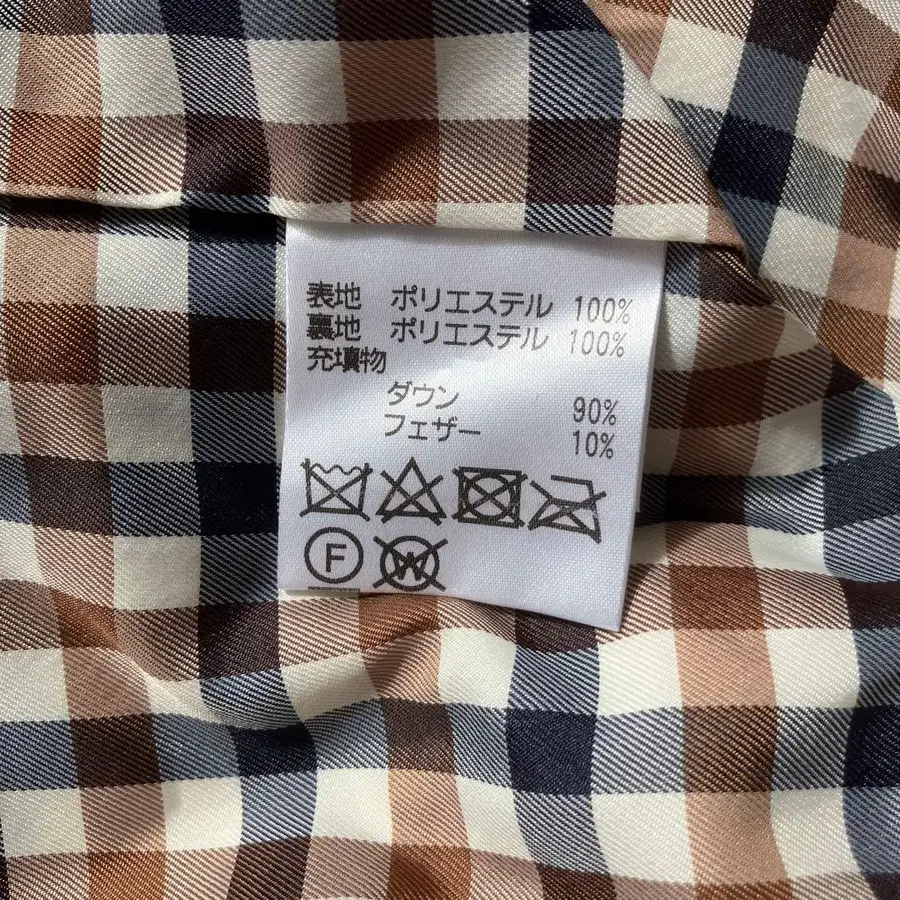 表地 ポリエステル 100%
裏地 ポリエステル 100%
充填物
ダウン 90%
フェザー 10%
F W